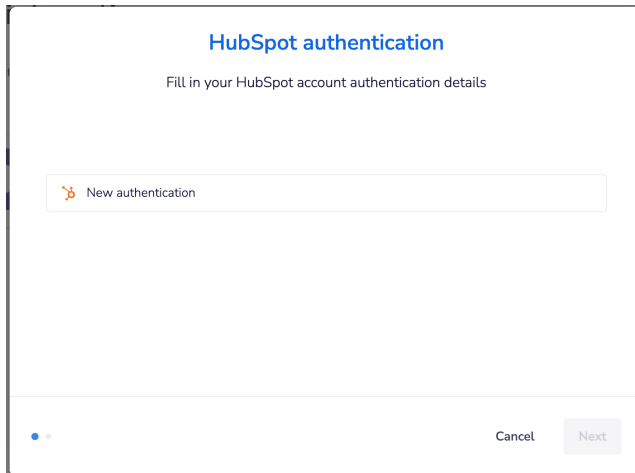 HubSpot authentication
Fill in your HubSpot account authentication details
New authentication
Cancel
Next